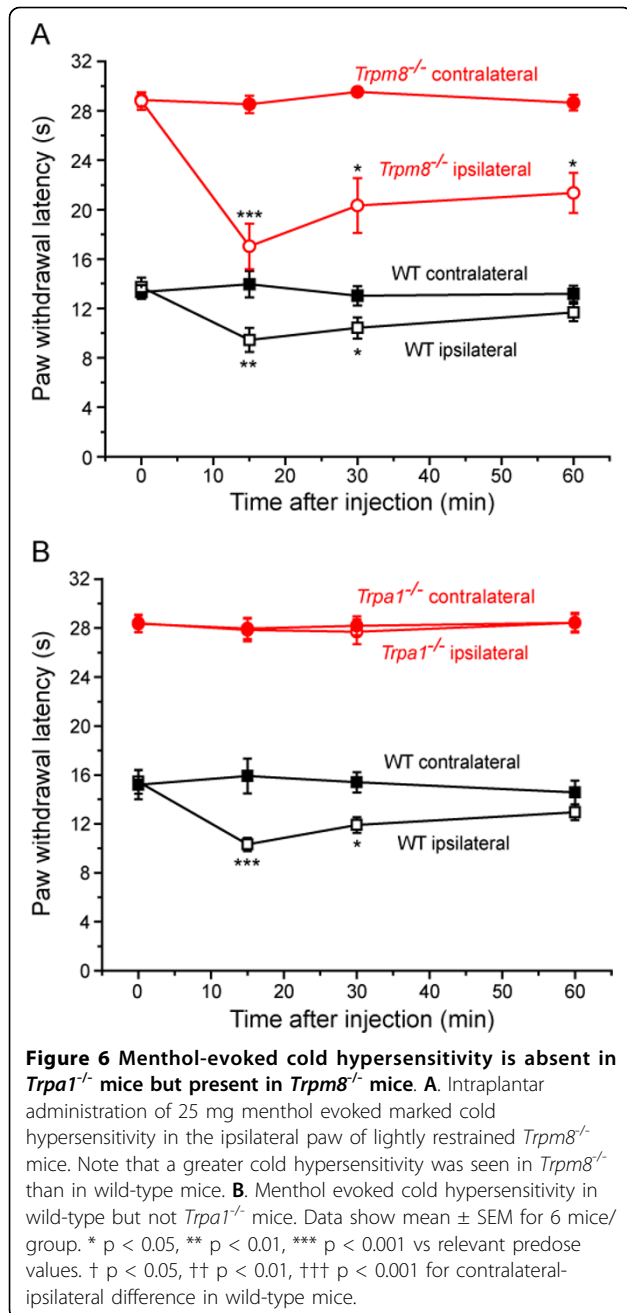 A
32
28
24
20
16
12
8
4
0
Paw withdrawal latency (s)
Trpm8-/- contralateral
Trpm8-/- ipsilateral
***
*
*
WT contralateral
WT ipsilateral
**
*
0 10 20 30 40 50 60
Time after injection (min)
B
32
28
24
20
16
12
8
4
0
Paw withdrawal latency (s)
Trpa1-/- contralateral
Trpa1-/- ipsilateral
WT contralateral
WT ipsilateral
***
*
0 10 20 30 40 50 60
Time after injection (min)
Figure 6 Menthol-evoked cold hypersensitivity is absent in
Trpa1-/- mice but present in Trpm8-/- mice. A. Intraplantar
administration of 25 mg menthol evoked marked cold
hypersensitivity in the ipsilateral paw of lightly restrained Trpm8-/-
mice. Note that a greater cold hypersensitivity was seen in Trpm8-/-
than in wild-type mice. B. Menthol evoked cold hypersensitivity in
wild-type but not Trpa1-/- mice. Data show mean ± SEM for 6 mice/
group. * p < 0.05, ** p < 0.01, *** p < 0.001 vs relevant predose
values. † p < 0.05, †† p < 0.01, ††† p < 0.001 for contralateral-
ipsilateral difference in wild-type mice.